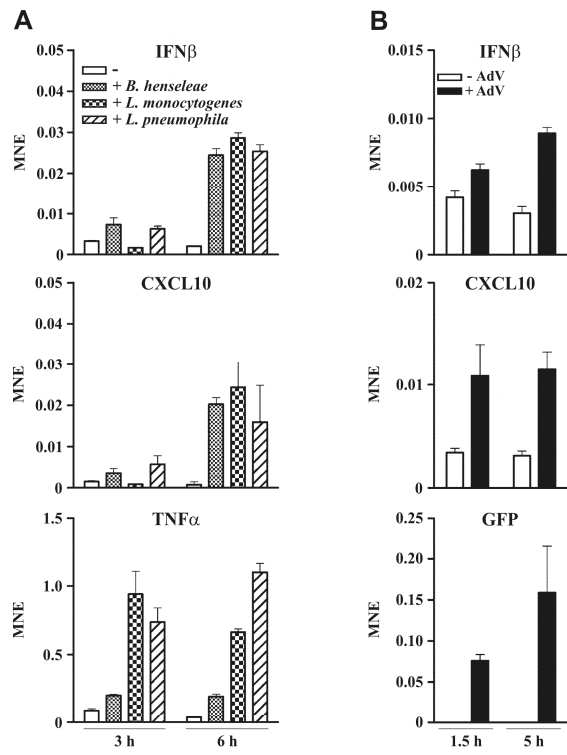 A
IFNβ
0.05
0.04
0.03
0.02
0.01
0
MNE
-
+ B. henseleae
+ L. monocytogenes
+ L. pneumophila
CXCL10
0.05
0.04
0.03
0.02
0.01
0
MNE
TNFα
1.5
1.0
0.5
0
MNE
3 h 6 h
B
IFNβ
0.015
0.010
0.005
0
MNE
- AdV
+ AdV
CXCL10
0.02
0.01
0
MNE
GFP
0.25
0.20
0.15
0.10
0.05
0.0
MNE
1.5 h 5 h